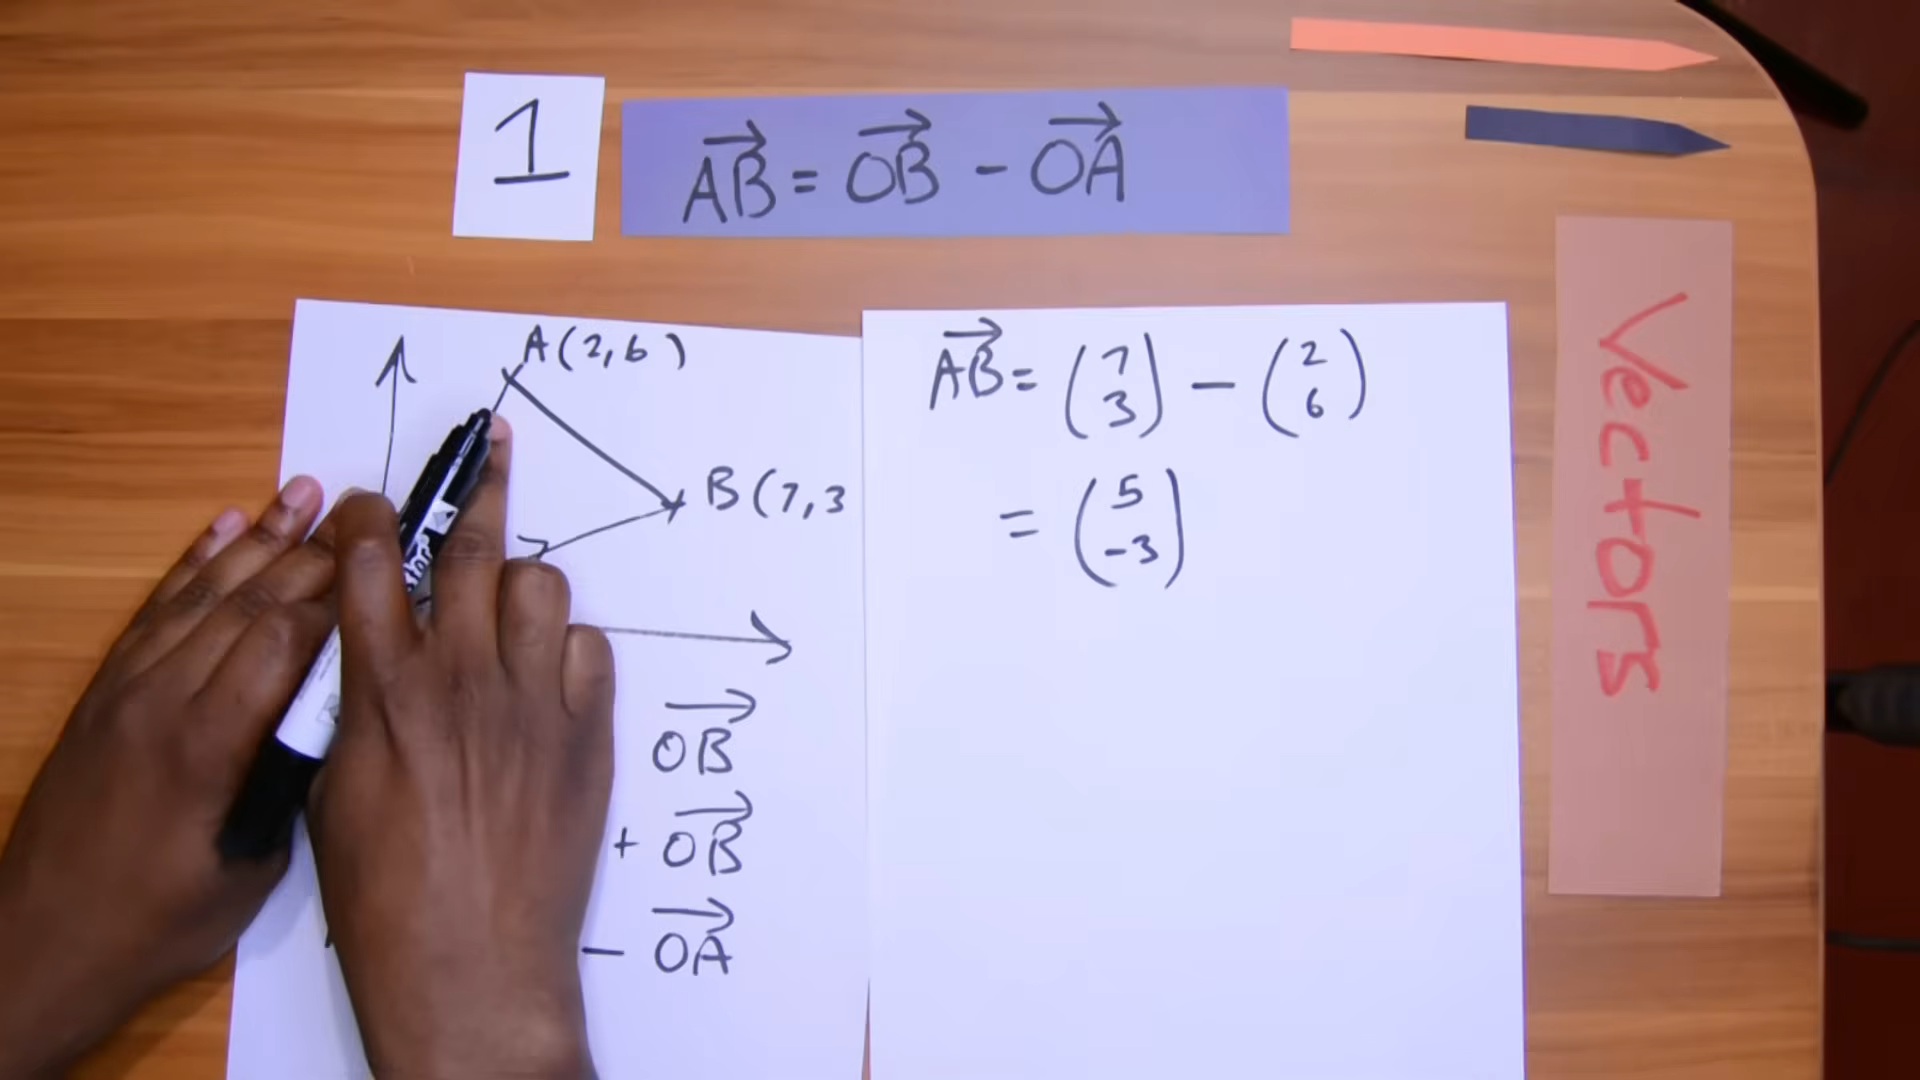 1
AB = OB - OA
A(2,6)
B(7,3
OB
+ OB
- OA
AB = (7 3) - (2 6)
= (5 -3)
Vectors